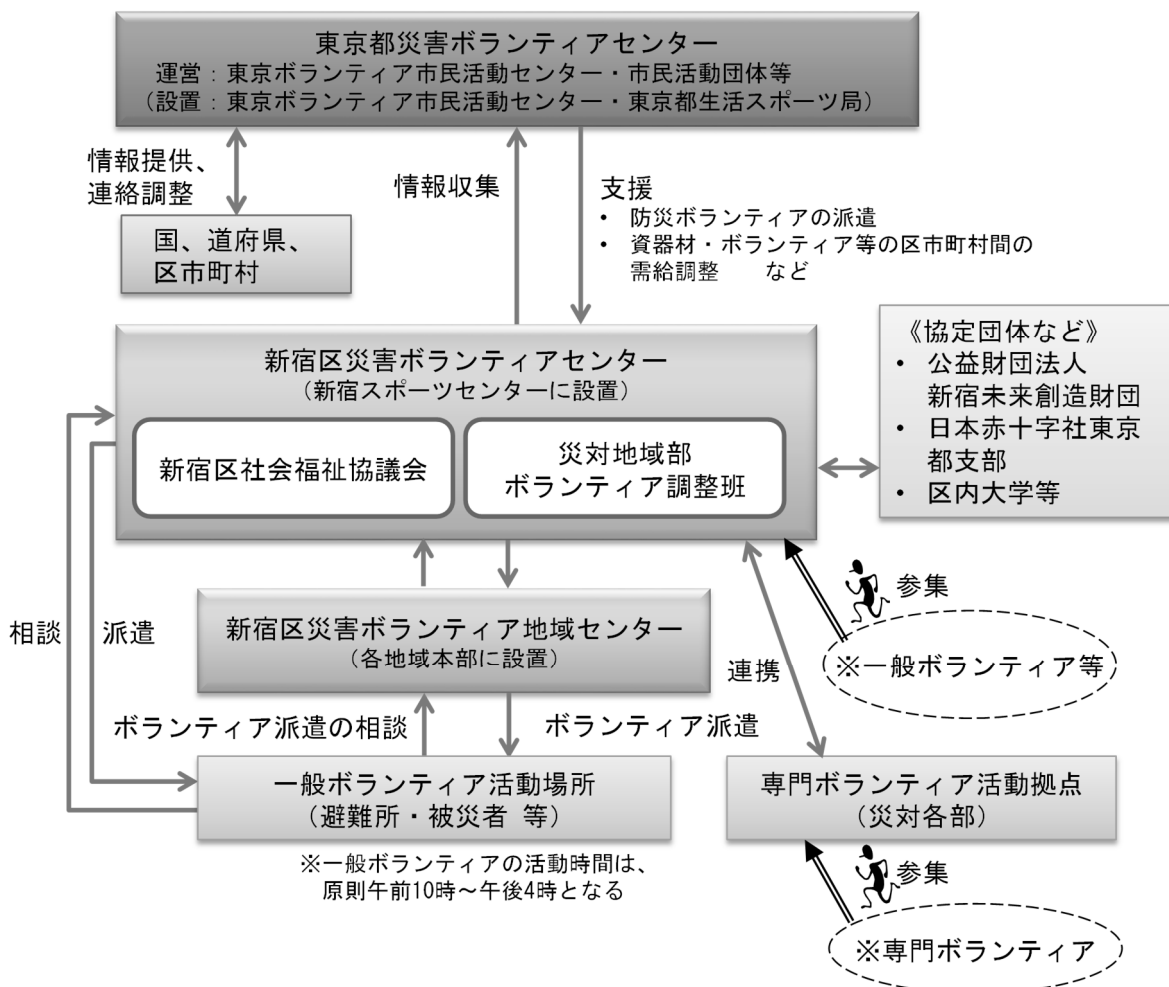 東京都災害ボランティアセンター
運営：東京ボランティア市民活動センター・市民活動団体等
（設置：東京ボランティア市民活動センター・東京都生活スポーツ局）
情報提供、
連絡調整
情報収集
支援
• 防災ボランティアの派遣
• 資器材・ボランティア等の区市町村間の
需給調整　　など
国、道府県、
区市町村
新宿区災害ボランティアセンター
（新宿スポーツセンターに設置）
新宿区社会福祉協議会
災対地域部
ボランティア調整班
《協定団体など》
• 公益財団法人
新宿未来創造財団
• 日本赤十字社東京
都支部
• 区内大学等
参集
※一般ボランティア等
相談
派遣
新宿区災害ボランティア地域センター
（各地域本部に設置）
連携
ボランティア派遣の相談
ボランティア派遣
一般ボランティア活動場所
（避難所・被災者 等）
※一般ボランティアの活動時間は、
原則午前10時～午後4時となる
専門ボランティア活動拠点
（災対各部）
参集
※専門ボランティア